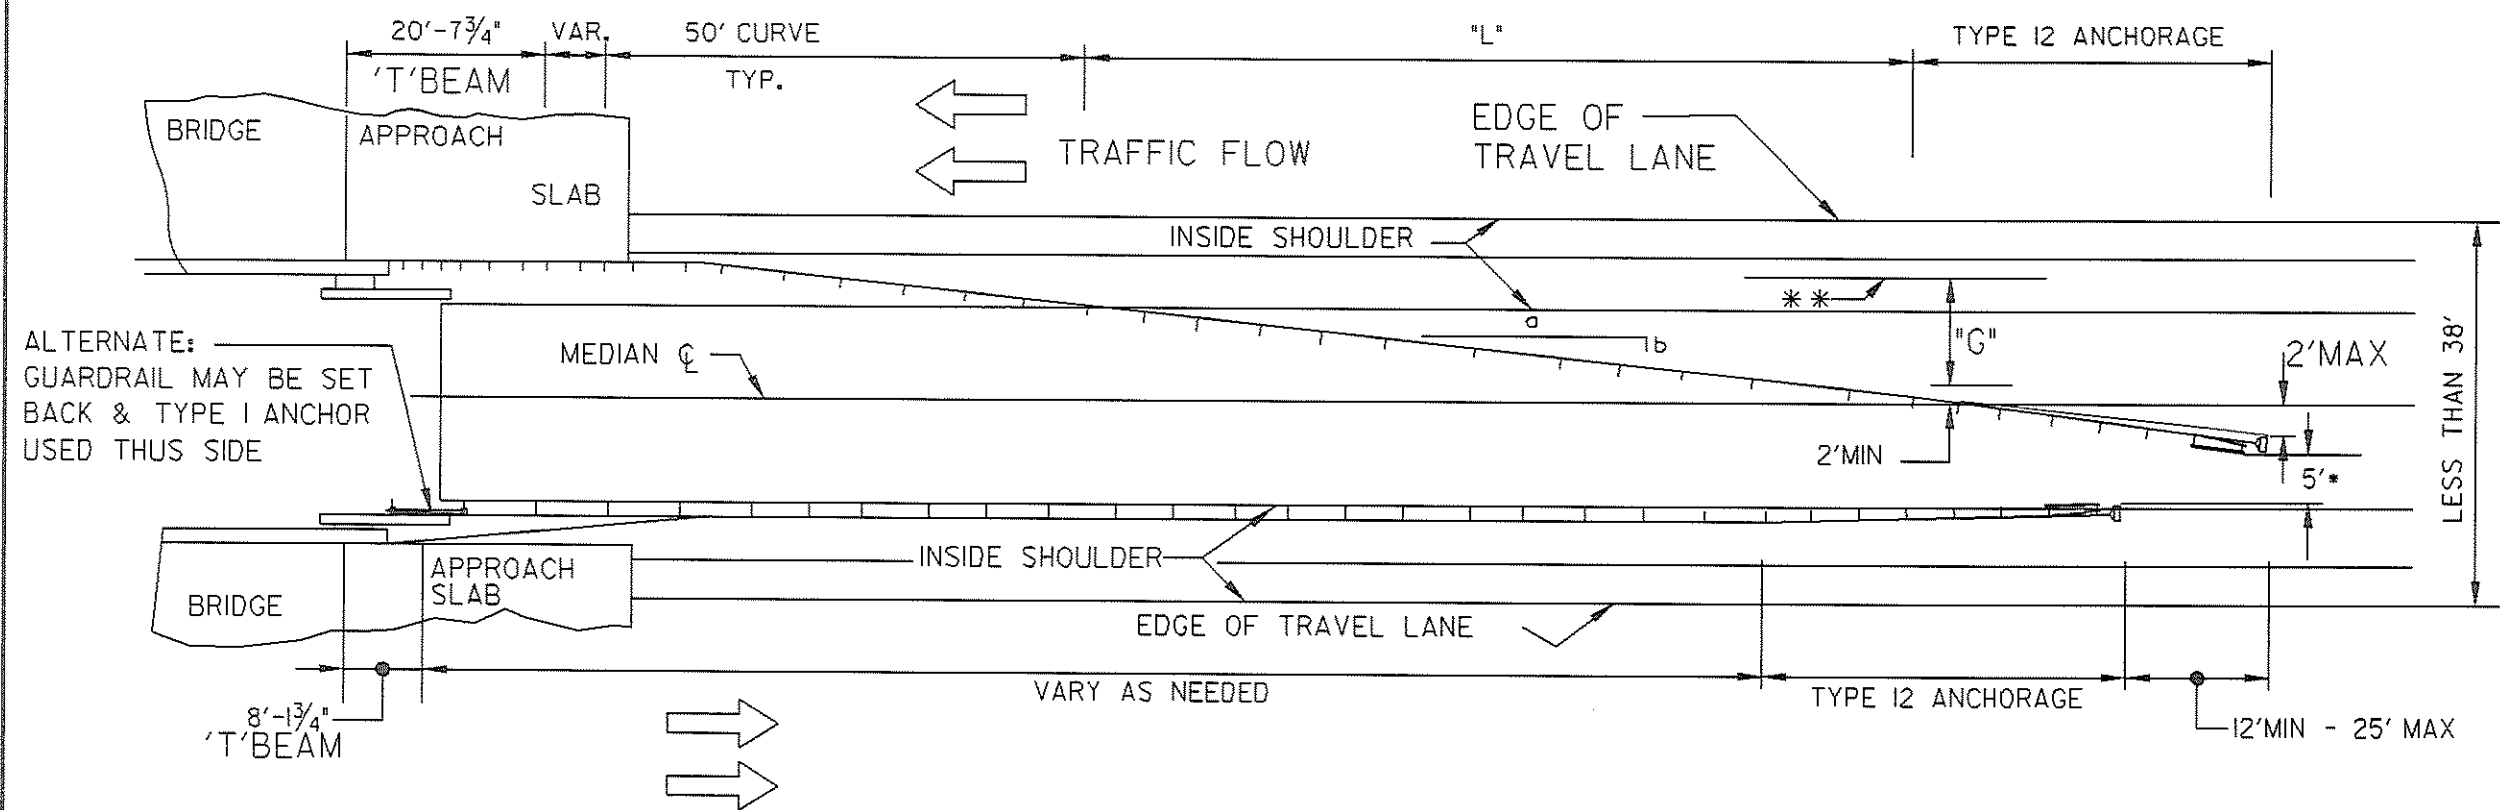 20'-7¾" VAR. 50' CURVE "L" TYPE 12 ANCHORAGE
'T'BEAM TYP.
BRIDGE APPROACH
SLAB
TRAFFIC FLOW
EDGE OF
TRAVEL LANE
INSIDE SHOULDER
**
a
b
"G"
2'MAX
LESS THAN 38'
ALTERNATE:
GUARDRAIL MAY BE SET
BACK & TYPE 1 ANCHOR
USED THUS SIDE
MEDIAN ℄
2'MIN
5'*
INSIDE SHOULDER
APPROACH
SLAB
BRIDGE
EDGE OF TRAVEL LANE
VARY AS NEEDED
TYPE 12 ANCHORAGE
8'-1¾"
'T'BEAM
12'MIN - 25' MAX